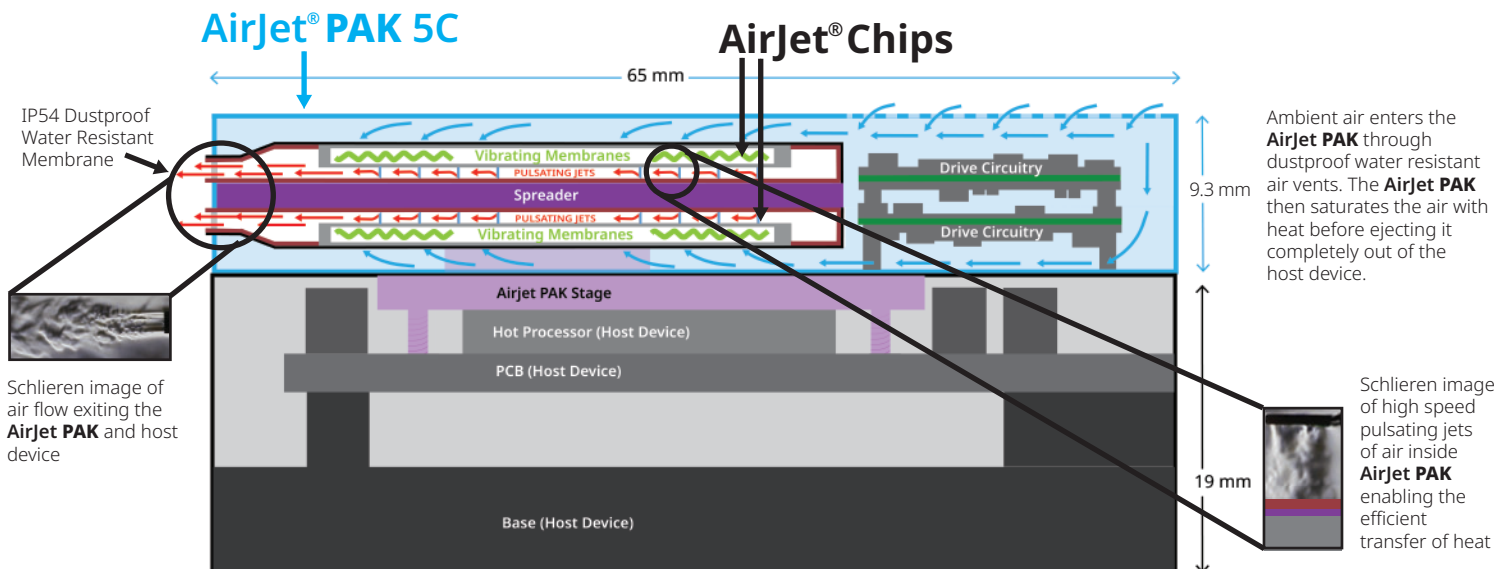 AirJet® PAK 5C
AirJet® Chips
65 mm
IP54 Dustproof
Water Resistant
Membrane
Vibrating Membranes
PULSATING JETS
Spreader
PULSATING JETS
Vibrating Membranes
Drive Circuitry
Drive Circuitry
9.3 mm
Ambient air enters the
AirJet PAK through
dustproof water resistant
air vents. The AirJet PAK
then saturates the air with
heat before ejecting it
completely out of the
host device.
Airjet PAK Stage
Hot Processor (Host Device)
PCB (Host Device)
Base (Host Device)
19 mm
Schlieren image of
air flow exiting the
AirJet PAK and host
device
Schlieren image
of high speed
pulsating jets
of air inside
AirJet PAK
enabling the
efficient
transfer of heat